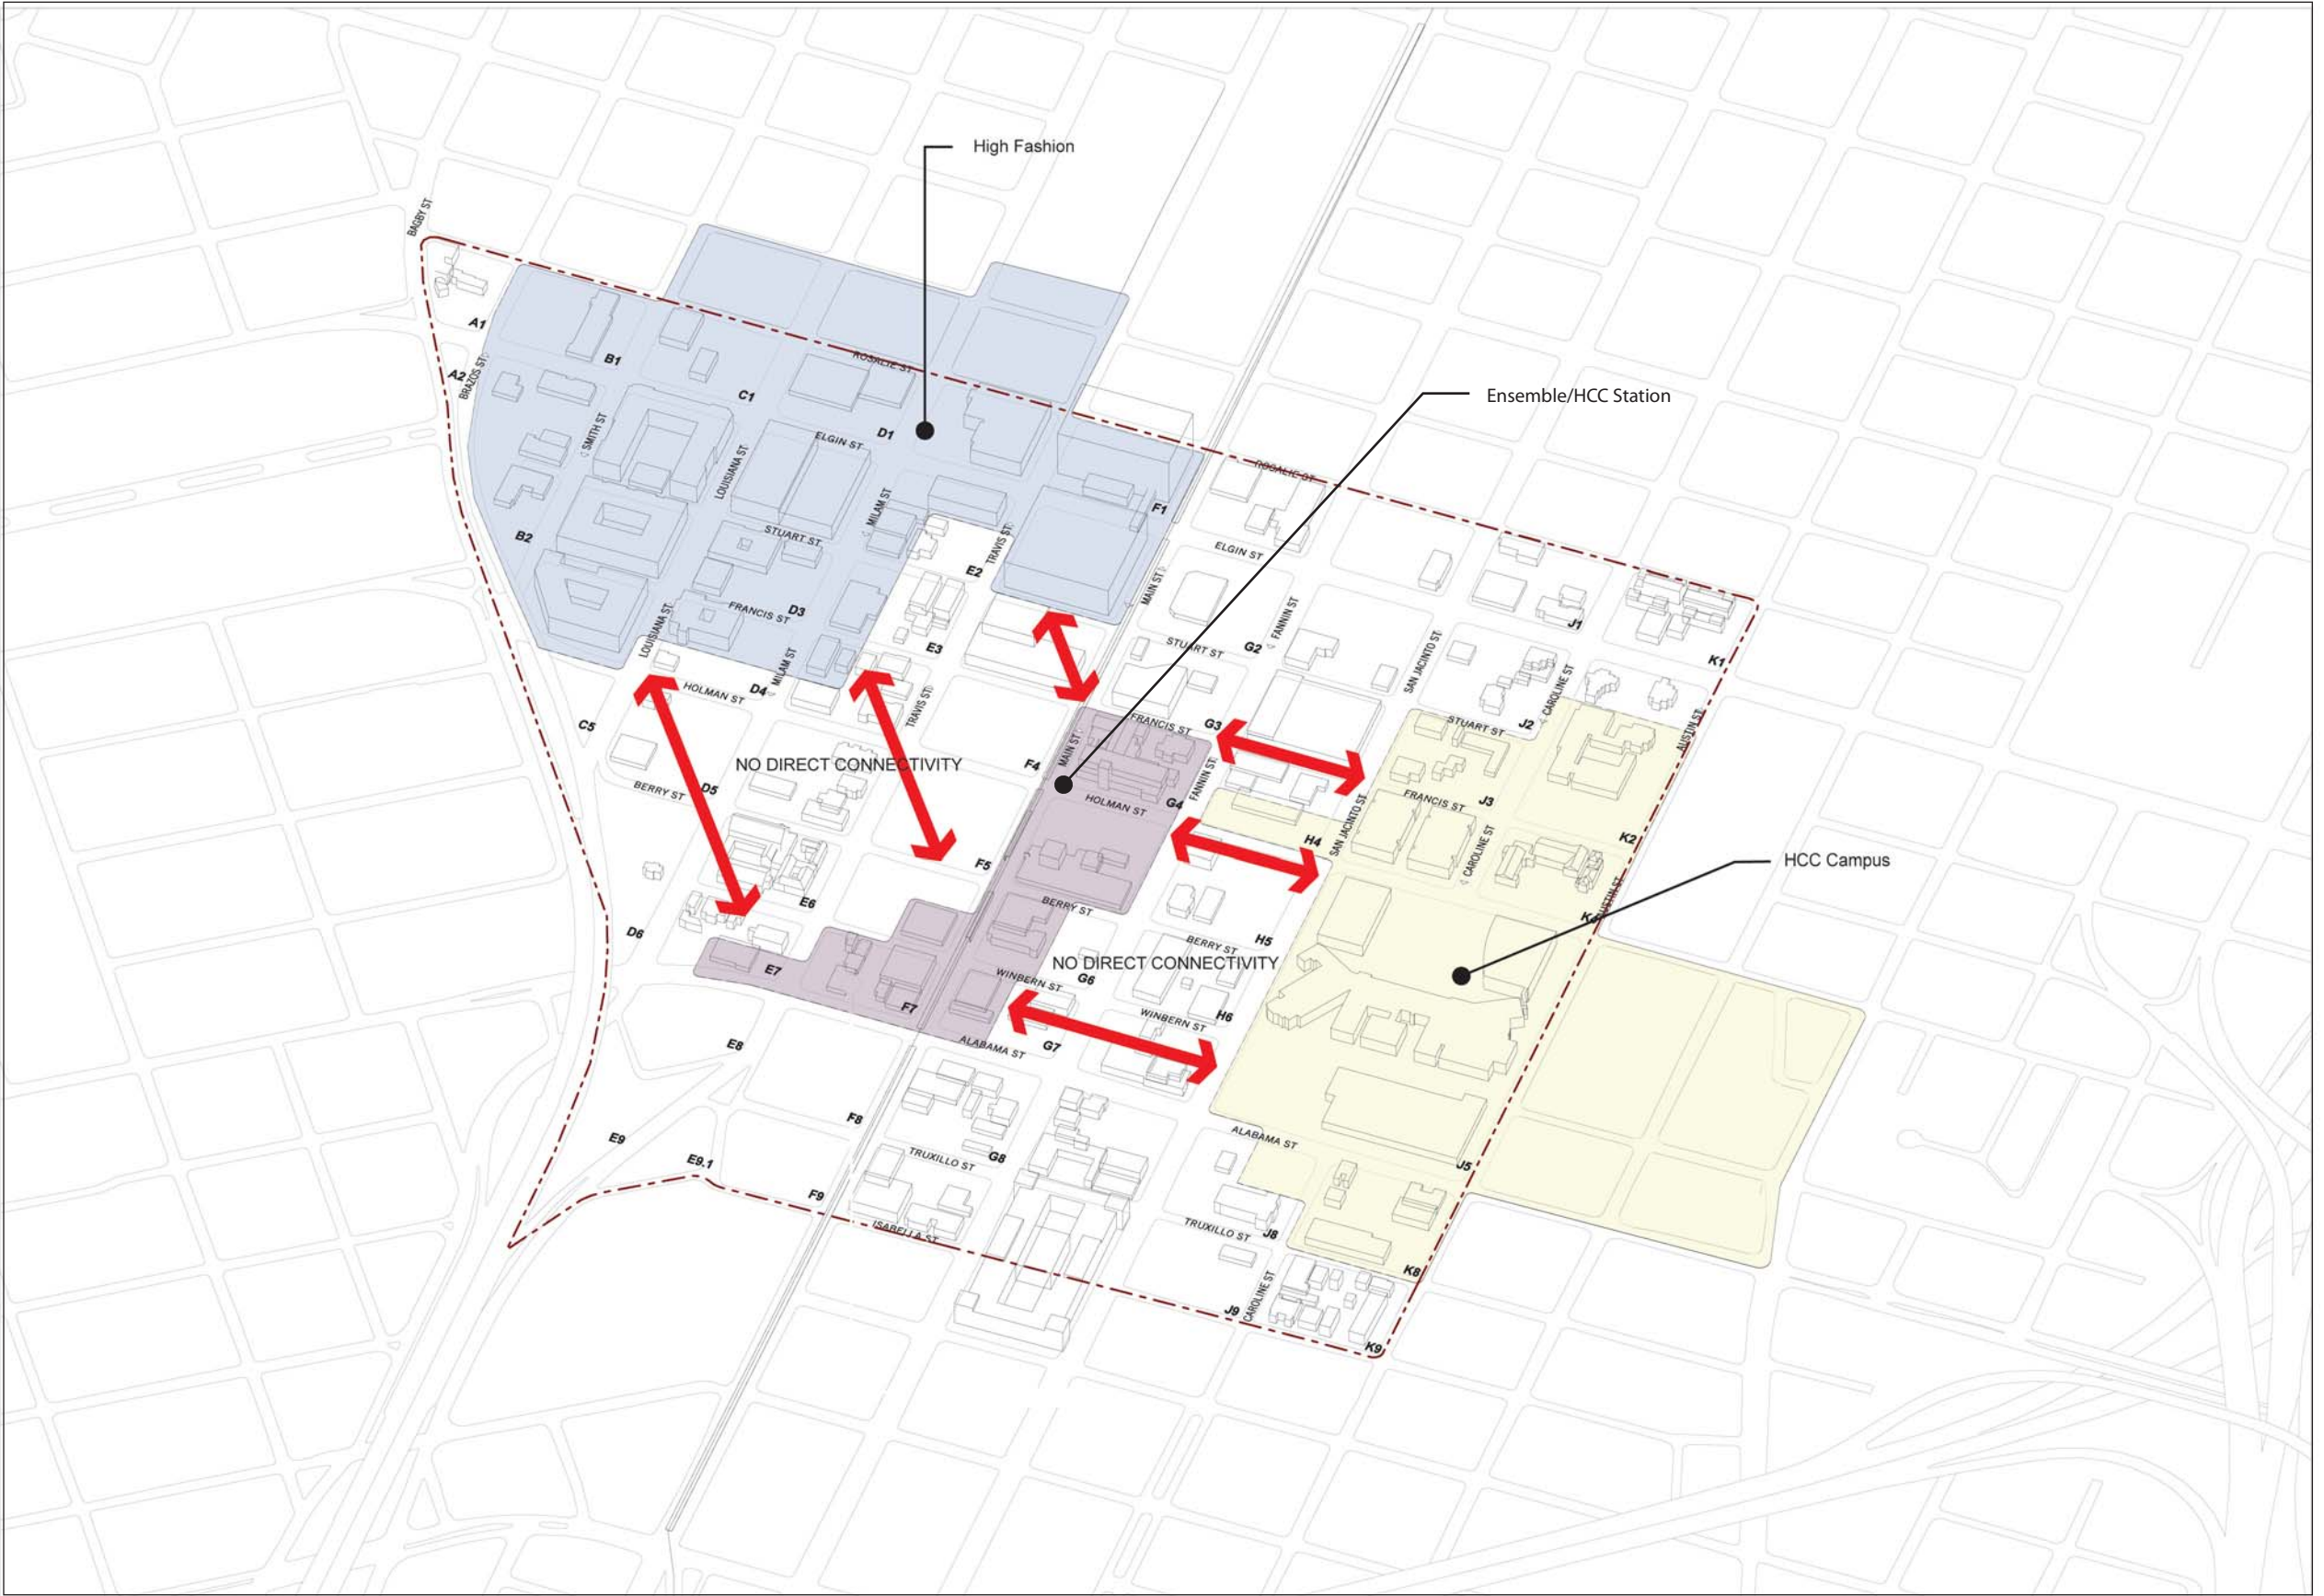 High Fashion
BAGBY ST
A1
A2
BRAZOS ST
B1
ROSALIE ST
C1
Ensemble/HCC Station
SMITH ST
D1
ELGIN ST
LOUISIANA ST
ROSALIE ST
MILAM ST
F1
B2
STUART ST
TRAVIS ST
ELGIN ST
E2
MAIN ST
D3
FRANCIS ST
LOUISIANA ST
FANNIN ST
J1
E3
STUART ST
G2
SAN JACINTO ST
K1
MILAM ST
D4
HOLMAN ST
TRAVIS ST
CAROLINE ST
C5
FRANCIS ST
G3
STUART ST
J2
AUSTIN ST
MAIN ST
NO DIRECT CONNECTIVITY
F4
FANNIN ST
BERRY ST
D5
HOLMAN ST
G4
FRANCIS ST
J3
SAN JACINTO ST
H4
CAROLINE ST
K2
F5
HCC Campus
E6
BERRY ST
AUSTIN ST
D6
BERRY ST
H5
NO DIRECT CONNECTIVITY
E7
WINBERN ST
G6
F7
WINBERN ST
H6
E8
ALABAMA ST
G7
F8
E9
ALABAMA ST
E9.1
TRUXILLO ST
G8
J5
F9
ISABELLA ST
TRUXILLO ST
J8
K8
J9
CAROLINE ST
K9